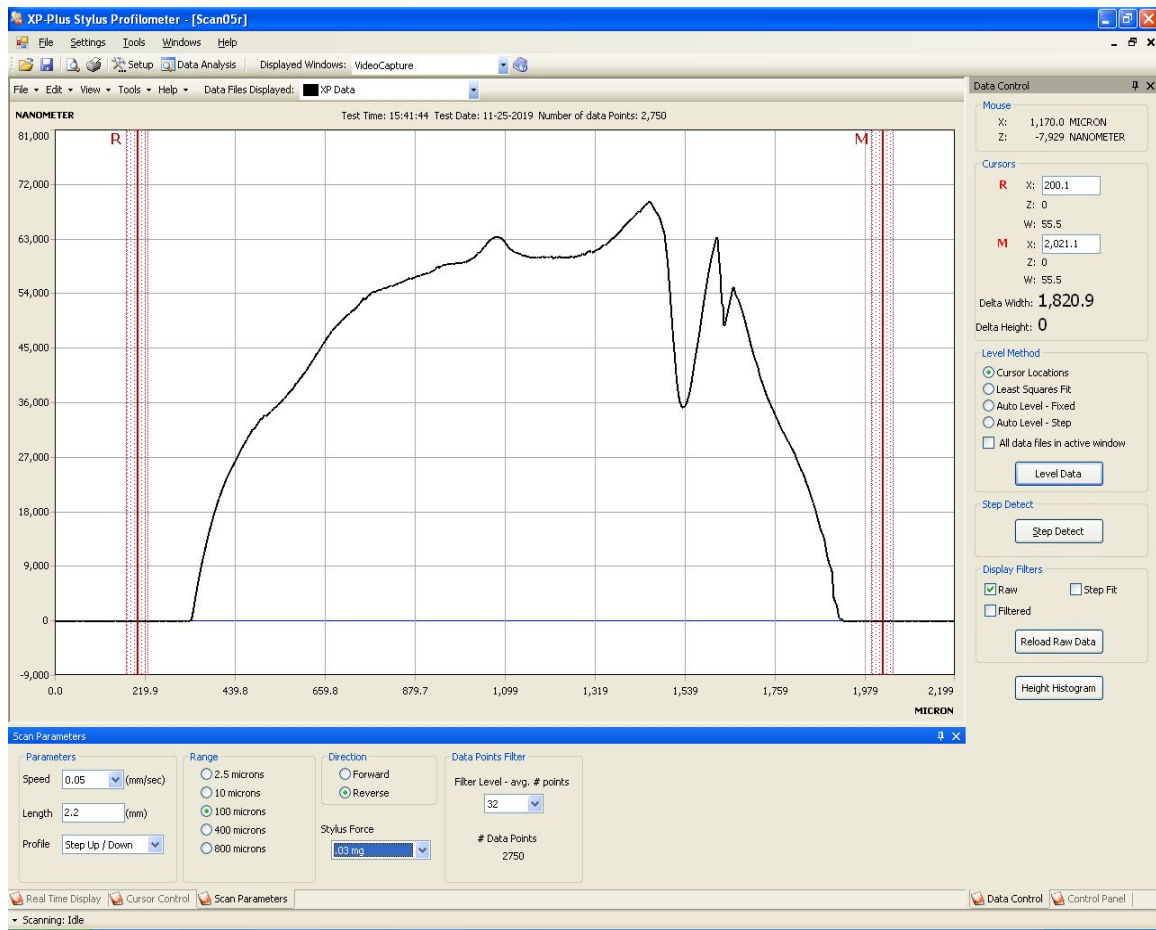 XP-Plus Stylus Profilometer - [Scan05r]
File Settings Tools Windows Help
Setup Data Analysis Displayed Windows: VideoCapture
File Edit View Tools Help Data Files Displayed: XP Data
NANOMETER
Test Time: 15:41:44 Test Date: 11-25-2019 Number of data Points: 2,750
81,000
R
M
72,000
63,000
54,000
45,000
36,000
27,000
18,000
9,000
0
-9,000
0.0 219.9 439.8 659.8 879.7 1,099 1,319 1,539 1,759 1,979 2,199
MICRON
Data Control
Mouse
X: 1,170.0 MICRON
Z: -7,929 NANOMETER
Cursors
R X: 200.1
Z: 0
W: 55.5
M X: 2,021.1
Z: 0
W: 55.5
Delta Width: 1,820.9
Delta Height: 0
Level Method
Cursor Locations
Least Squares Fit
Auto Level - Fixed
Auto Level - Step
All data files in active window
Level Data
Step Detect
Step Detect
Display Filters
Raw Step Fit
Filtered
Reload Raw Data
Height Histogram
Scan Parameters
Parameters
Speed 0.05 (mm/sec)
Length 2.2 (mm)
Profile Step Up / Down
Range
2.5 microns
10 microns
100 microns
400 microns
800 microns
Direction
Forward
Reverse
Stylus Force
.03 mg
Data Points Filter
Filter Level - avg. # points
32
# Data Points
2750
Real Time Display Cursor Control Scan Parameters
Data Control Control Panel
Scanning: Idle